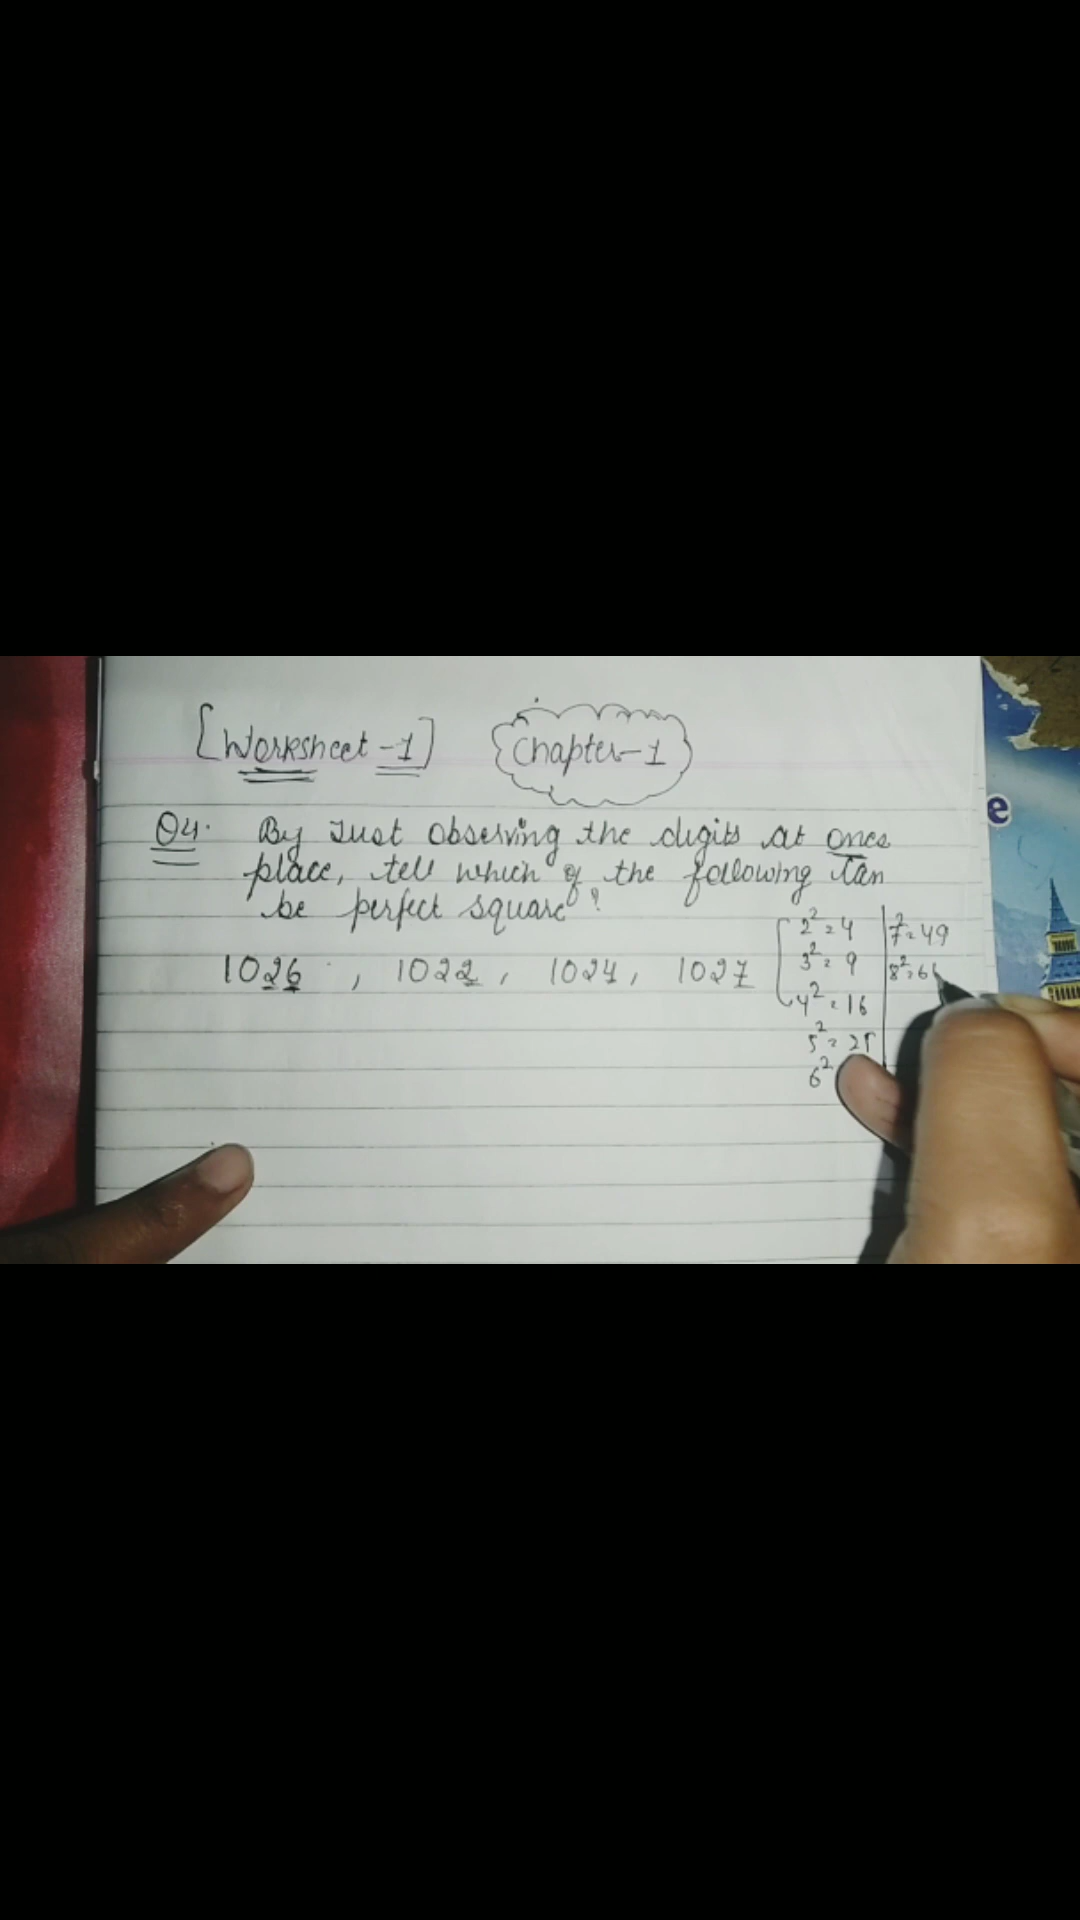 [Worksheet -1]
Chapter-1
Q4. By Just observing the digits at ones
place, tell which of the following can
be perfect square?
1026 , 1022 , 1024 , 1027
2² = 4
3² = 9
4² = 16
5² = 25
6²
7² = 49
8² = 6
e